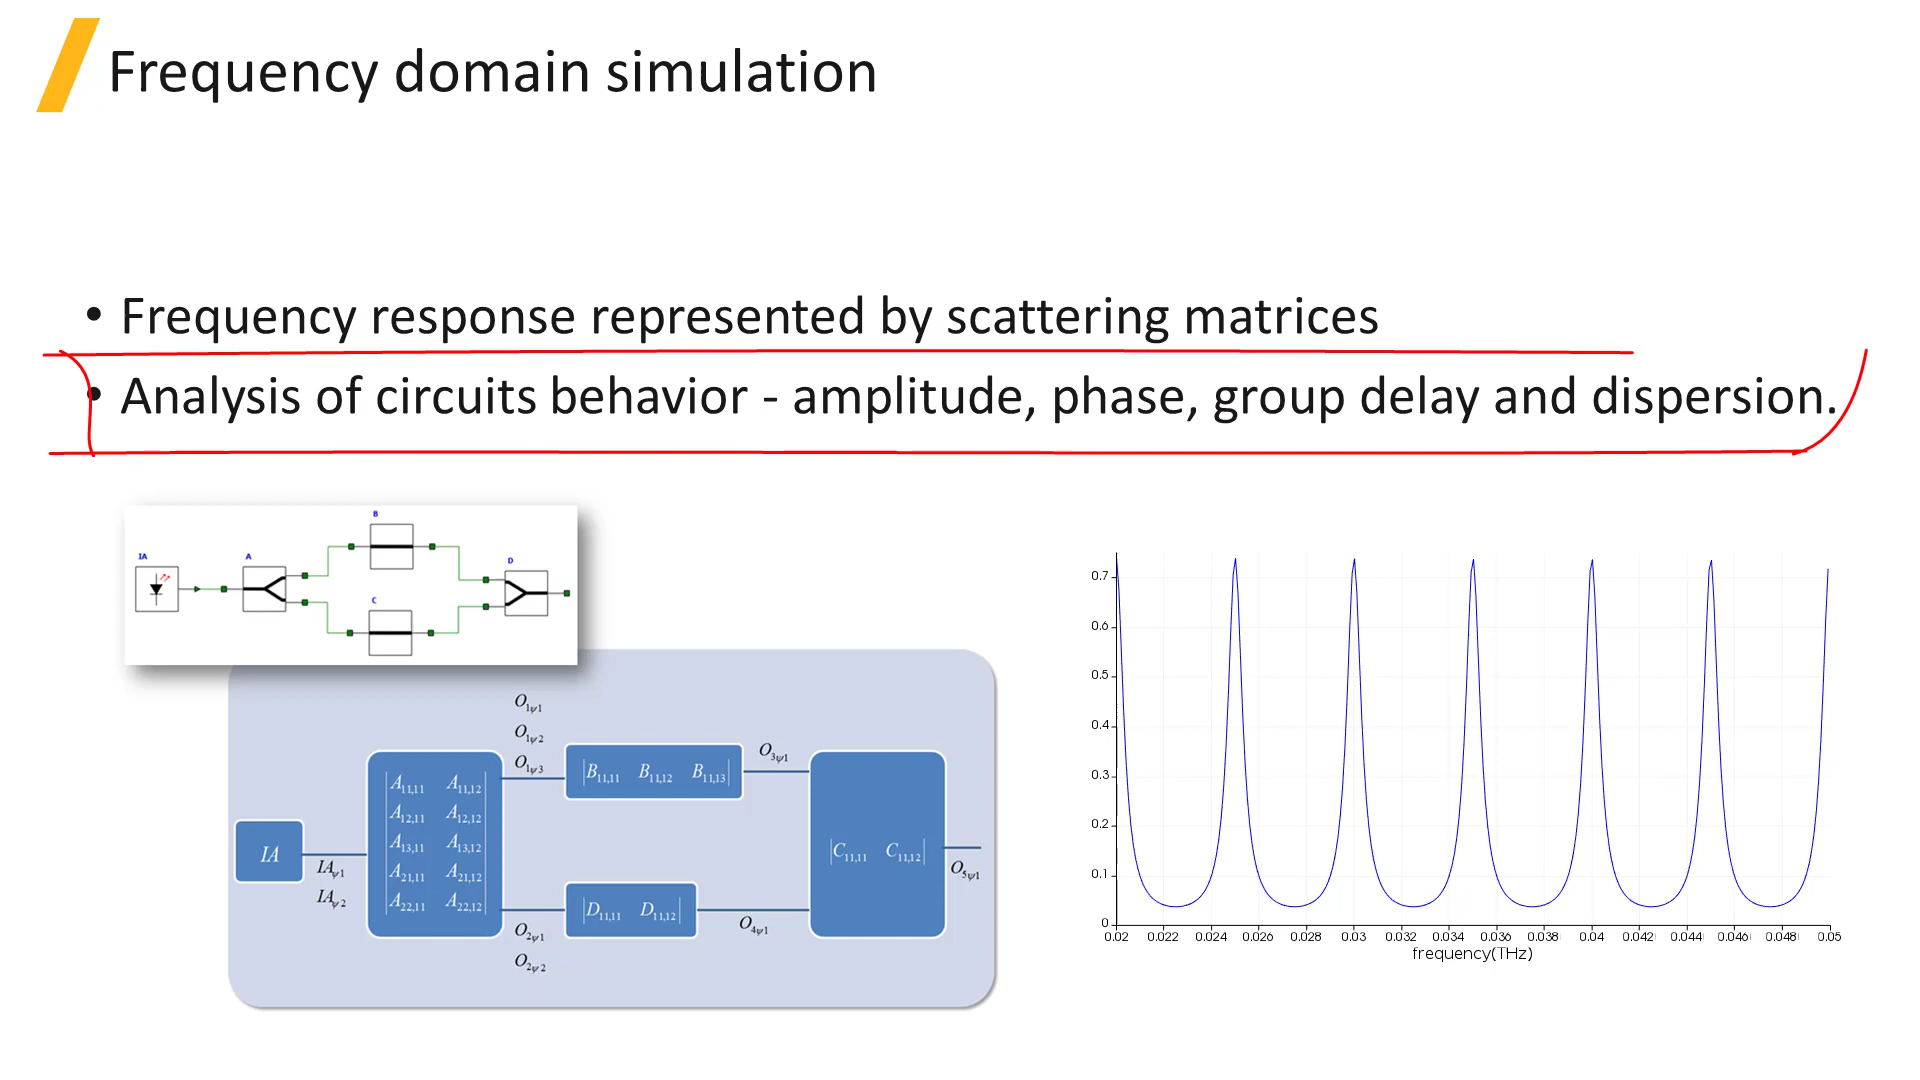 Frequency domain simulation
• Frequency response represented by scattering matrices
• Analysis of circuits behavior - amplitude, phase, group delay and dispersion.
B
IA
A
D
C
O1ψ1
O1ψ2
O1ψ3
O3ψ1
|B11,11 B11,12 B11,13|
A11,11 A11,12
A12,11 A12,12
A13,11 A13,12
A21,11 A21,12
A22,11 A22,12
IA
IAψ1
IAψ2
|C11,11 C11,12|
O5ψ1
|D11,11 D11,12|
O4ψ1
O2ψ1
O2ψ2
0.7
0.6
0.5
0.4
0.3
0.2
0.1
0
0.02 0.022 0.024 0.026 0.028 0.03 0.032 0.034 0.036 0.038 0.04 0.042 0.044 0.046 0.048 0.05
frequency(THz)